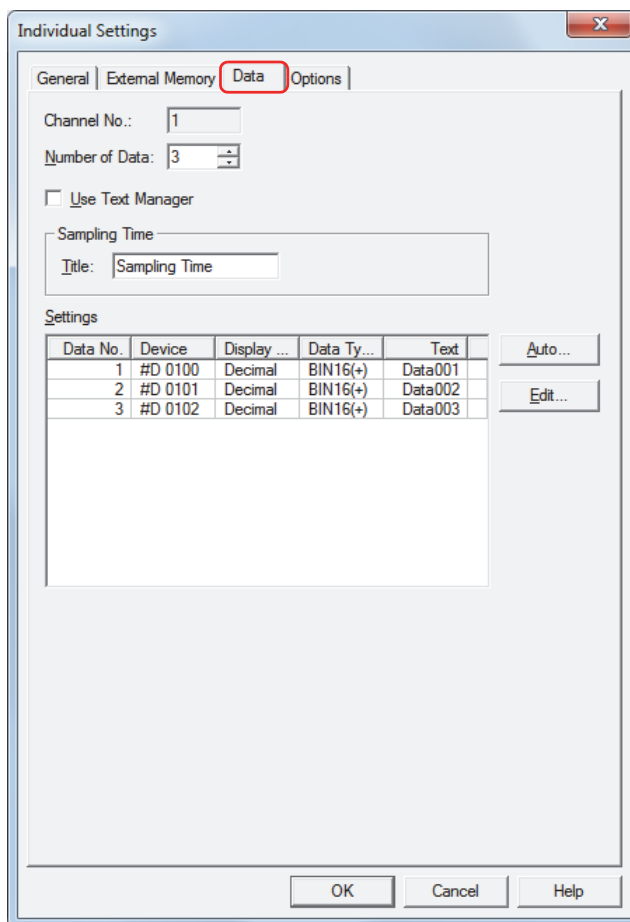 Individual Settings
General External Memory Data Options
Channel No.: 1
Number of Data: 3
Use Text Manager
Sampling Time
Title: Sampling Time
Settings
Data No. Device Display ... Data Ty... Text
1 #D 0100 Decimal BIN16(+) Data001
2 #D 0101 Decimal BIN16(+) Data002
3 #D 0102 Decimal BIN16(+) Data003
Auto...
Edit...
OK Cancel Help